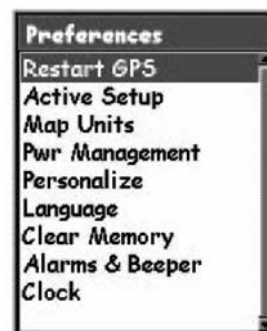 Preferences
Restart GPS
Active Setup
Map Units
Pwr Management
Personalize
Language
Clear Memory
Alarms & Beeper
Clock